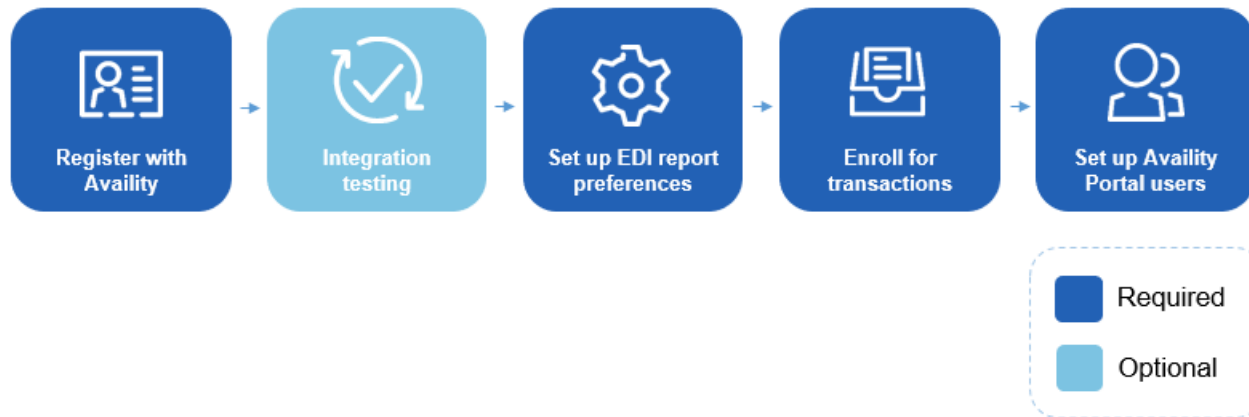 Register with
Availity
Integration
testing
Set up EDI report
preferences
Enroll for
transactions
Set up Availity
Portal users
Required
Optional